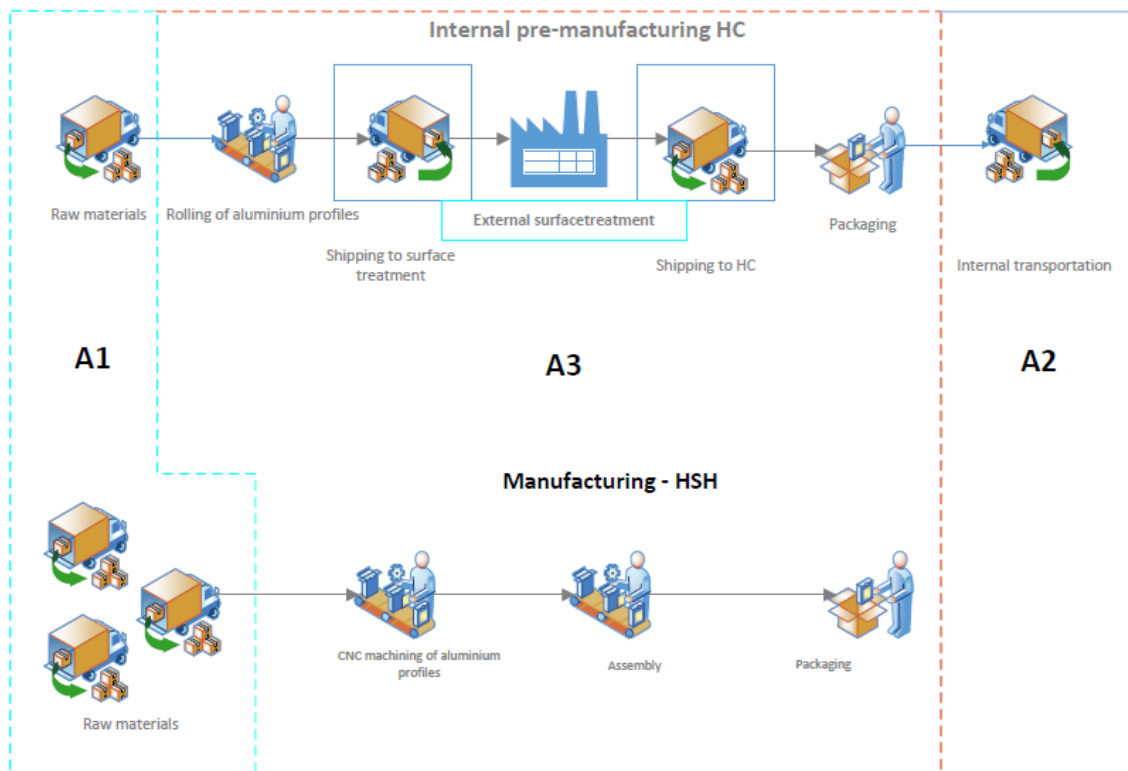 Internal pre-manufacturing HC
Raw materials
Rolling of aluminium profiles
External surfacetreatment
Packaging
Shipping to surface
treatment
Shipping to HC
Internal transportation
A1
A3
A2
Manufacturing - HSH
CNC machining of aluminium
profiles
Assembly
Packaging
Raw materials